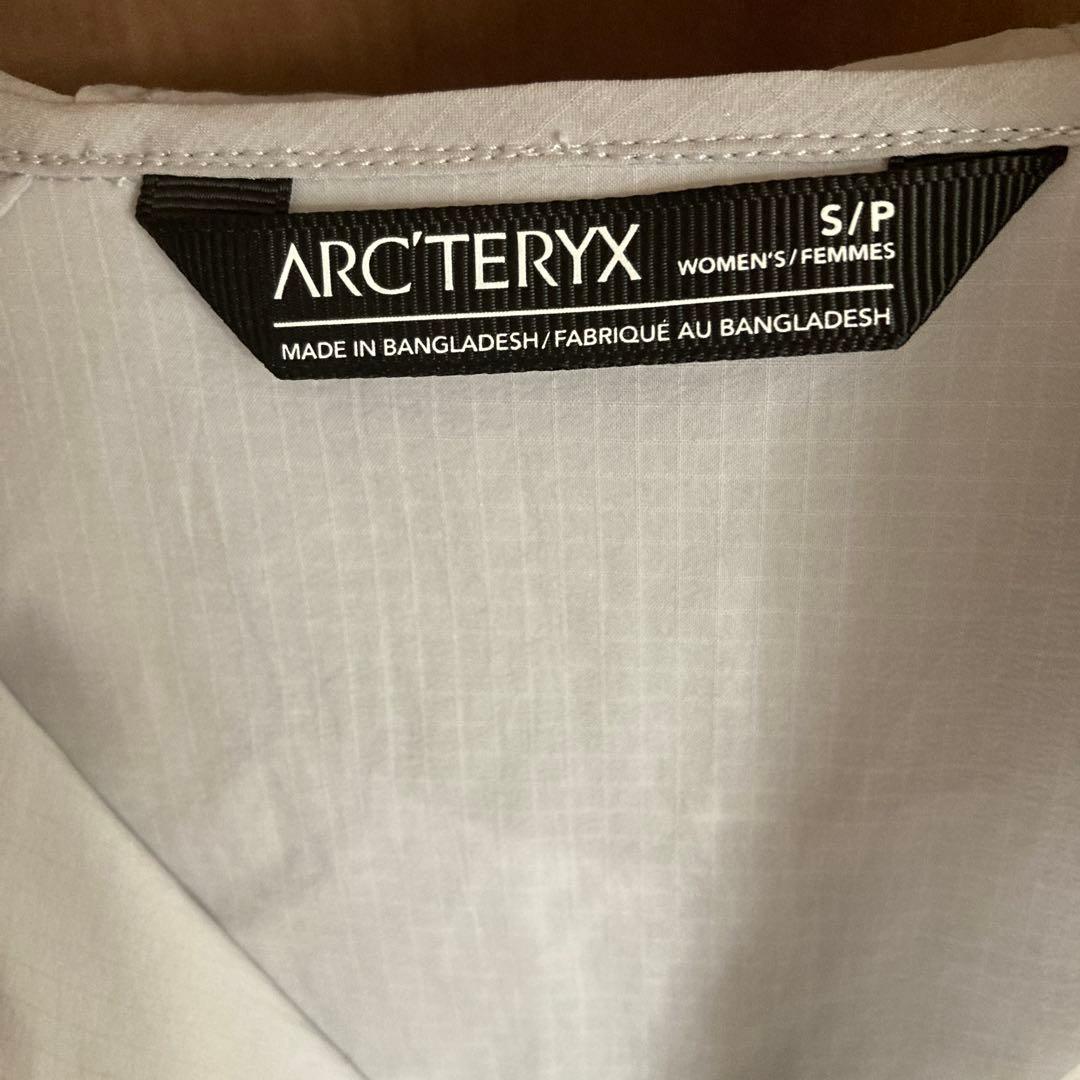 ARC'TERYX
S/P
WOMEN'S/FEMMES
MADE IN BANGLADESH/FABRIQUÉ AU BANGLADESH